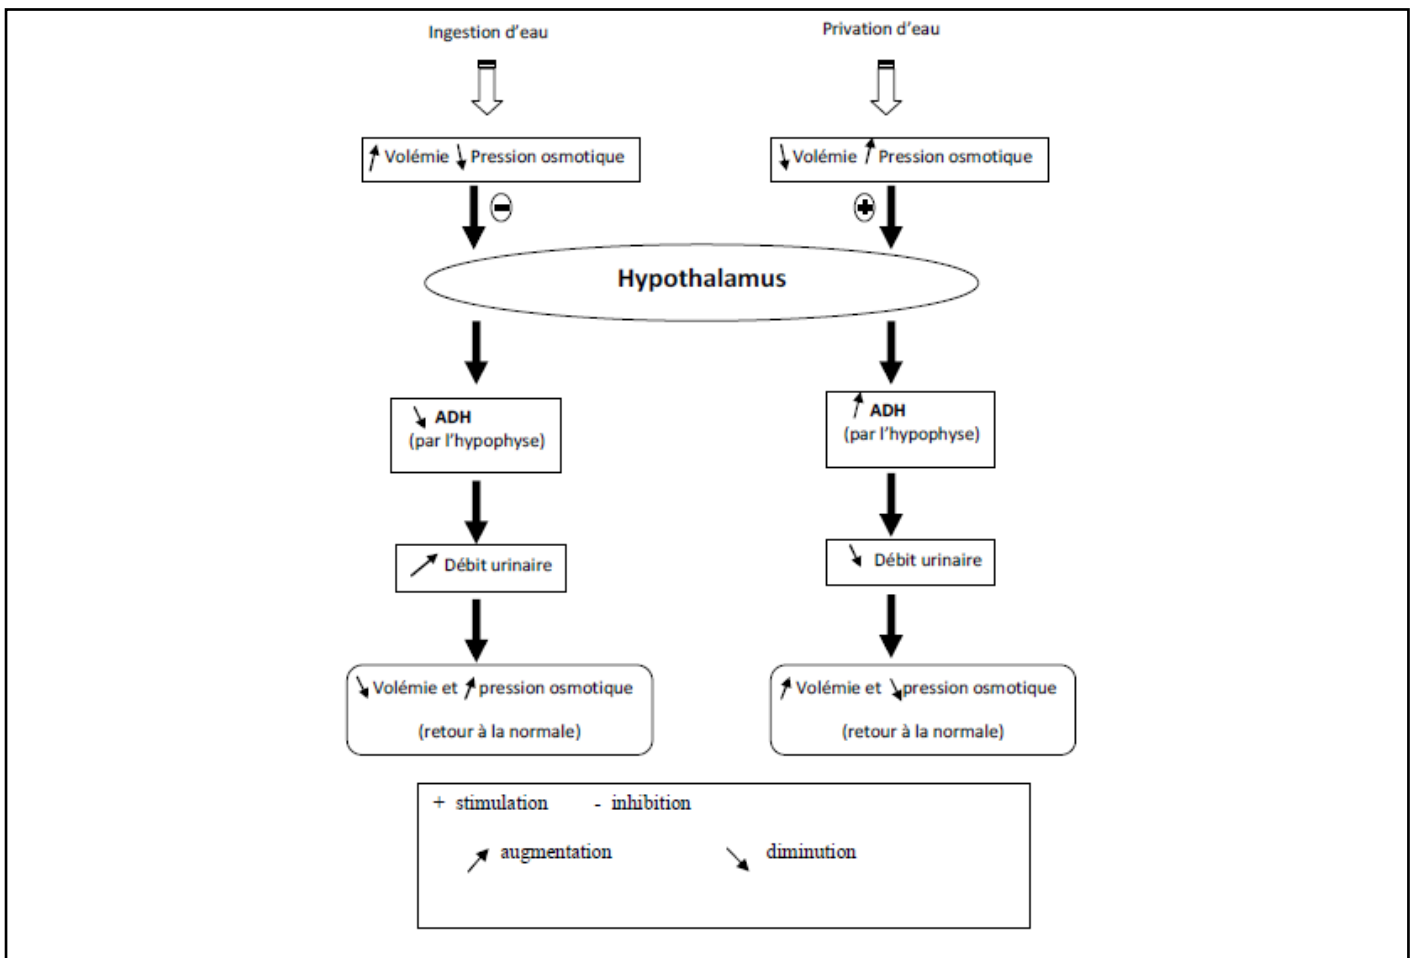 Ingestion d'eau
Privation d'eau
Volémie Pression osmotique
Volémie Pression osmotique
Hypothalamus
ADH
(par l'hypophyse)
ADH
(par l'hypophyse)
Débit urinaire
Débit urinaire
Volémie et pression osmotique
(retour à la normale)
Volémie et pression osmotique
(retour à la normale)
+ stimulation - inhibition
augmentation diminution